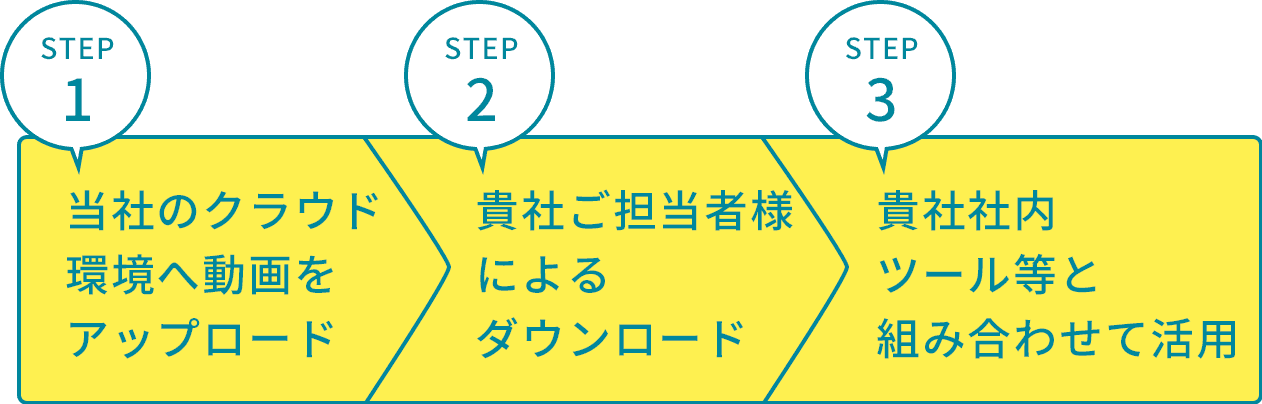 STEP
1
当社のクラウド
環境へ動画を
アップロード
STEP
2
貴社ご担当者様
による
ダウンロード
STEP
3
貴社社内
ツール等と
組み合わせて活用